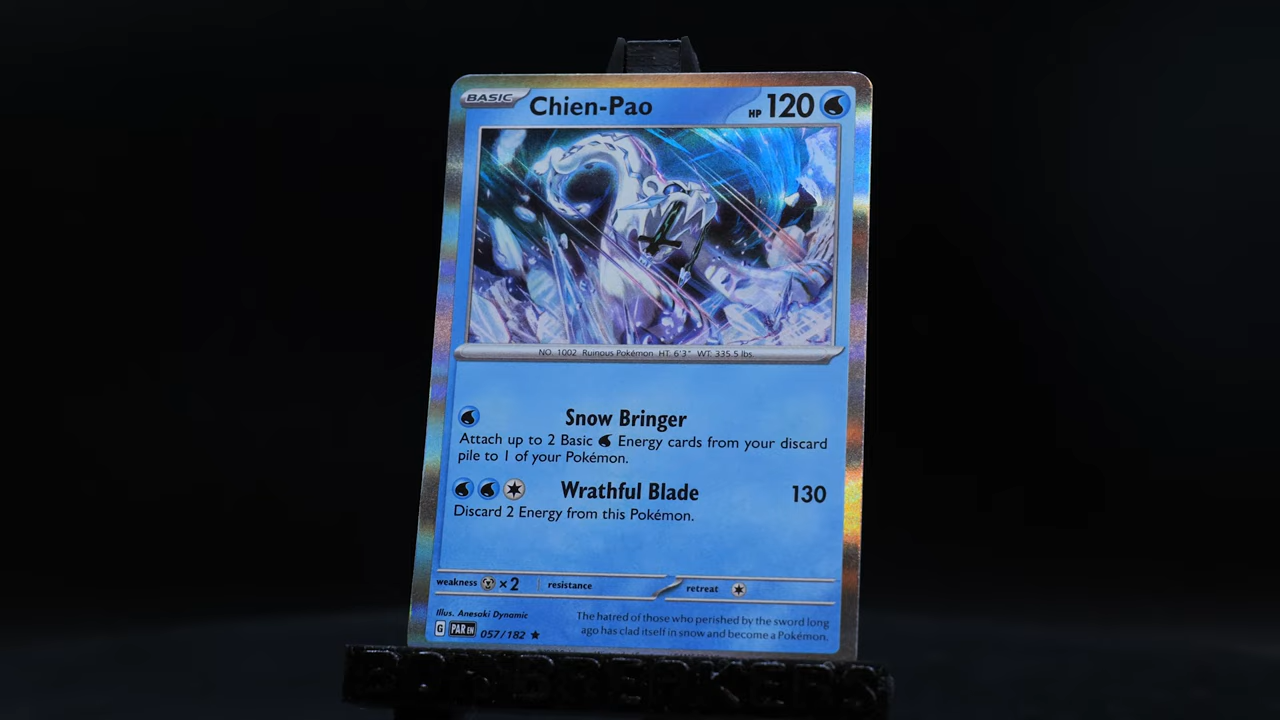 BASIC Chien-Pao HP 120
NO. 1002 Ruinous Pokémon HT: 6'3" WT: 335.5 lbs.
Snow Bringer
Attach up to 2 Basic Energy cards from your discard
pile to 1 of your Pokémon.
Wrathful Blade 130
Discard 2 Energy from this Pokémon.
weakness ×2 resistance retreat
Illus. Anesaki Dynamic
The hatred of those who perished by the sword long
ago has clad itself in snow and become a Pokémon.
G PAR EN 057/182
BOXBREAKERS